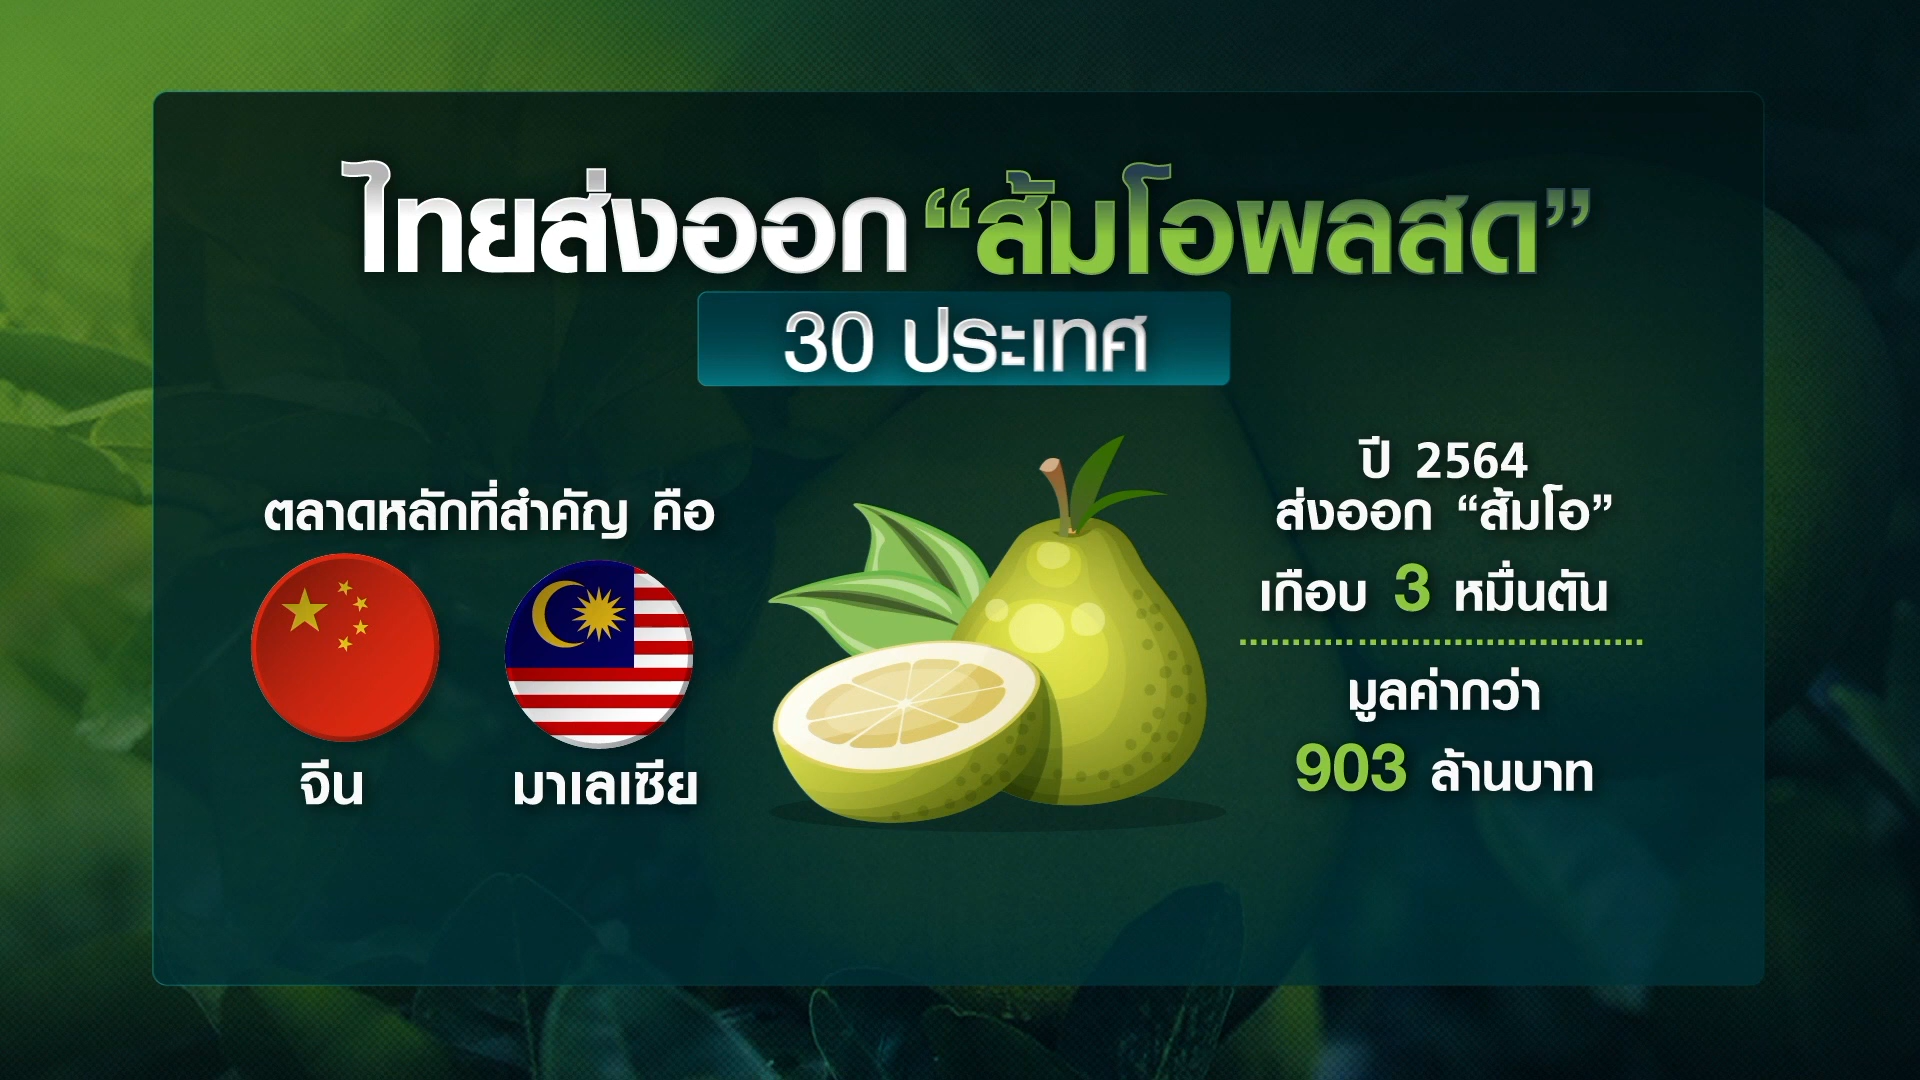 ไทยส่งออก “ส้มโอผลสด”
30 ประเทศ
ตลาดหลักที่สำคัญ คือ
จีน
มาเลเซีย
ปี 2564
ส่งออก “ส้มโอ”
เกือบ 3 หมื่นตัน
มูลค่ากว่า
903 ล้านบาท